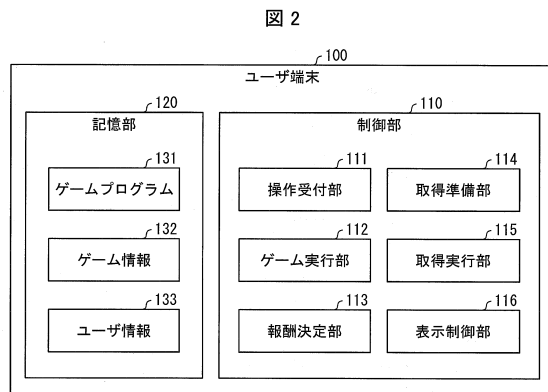 図2
100
ユーザ端末
120
記憶部
131
ゲームプログラム
132
ゲーム情報
133
ユーザ情報
110
制御部
111
操作受付部
114
取得準備部
112
ゲーム実行部
115
取得実行部
113
報酬決定部
116
表示制御部